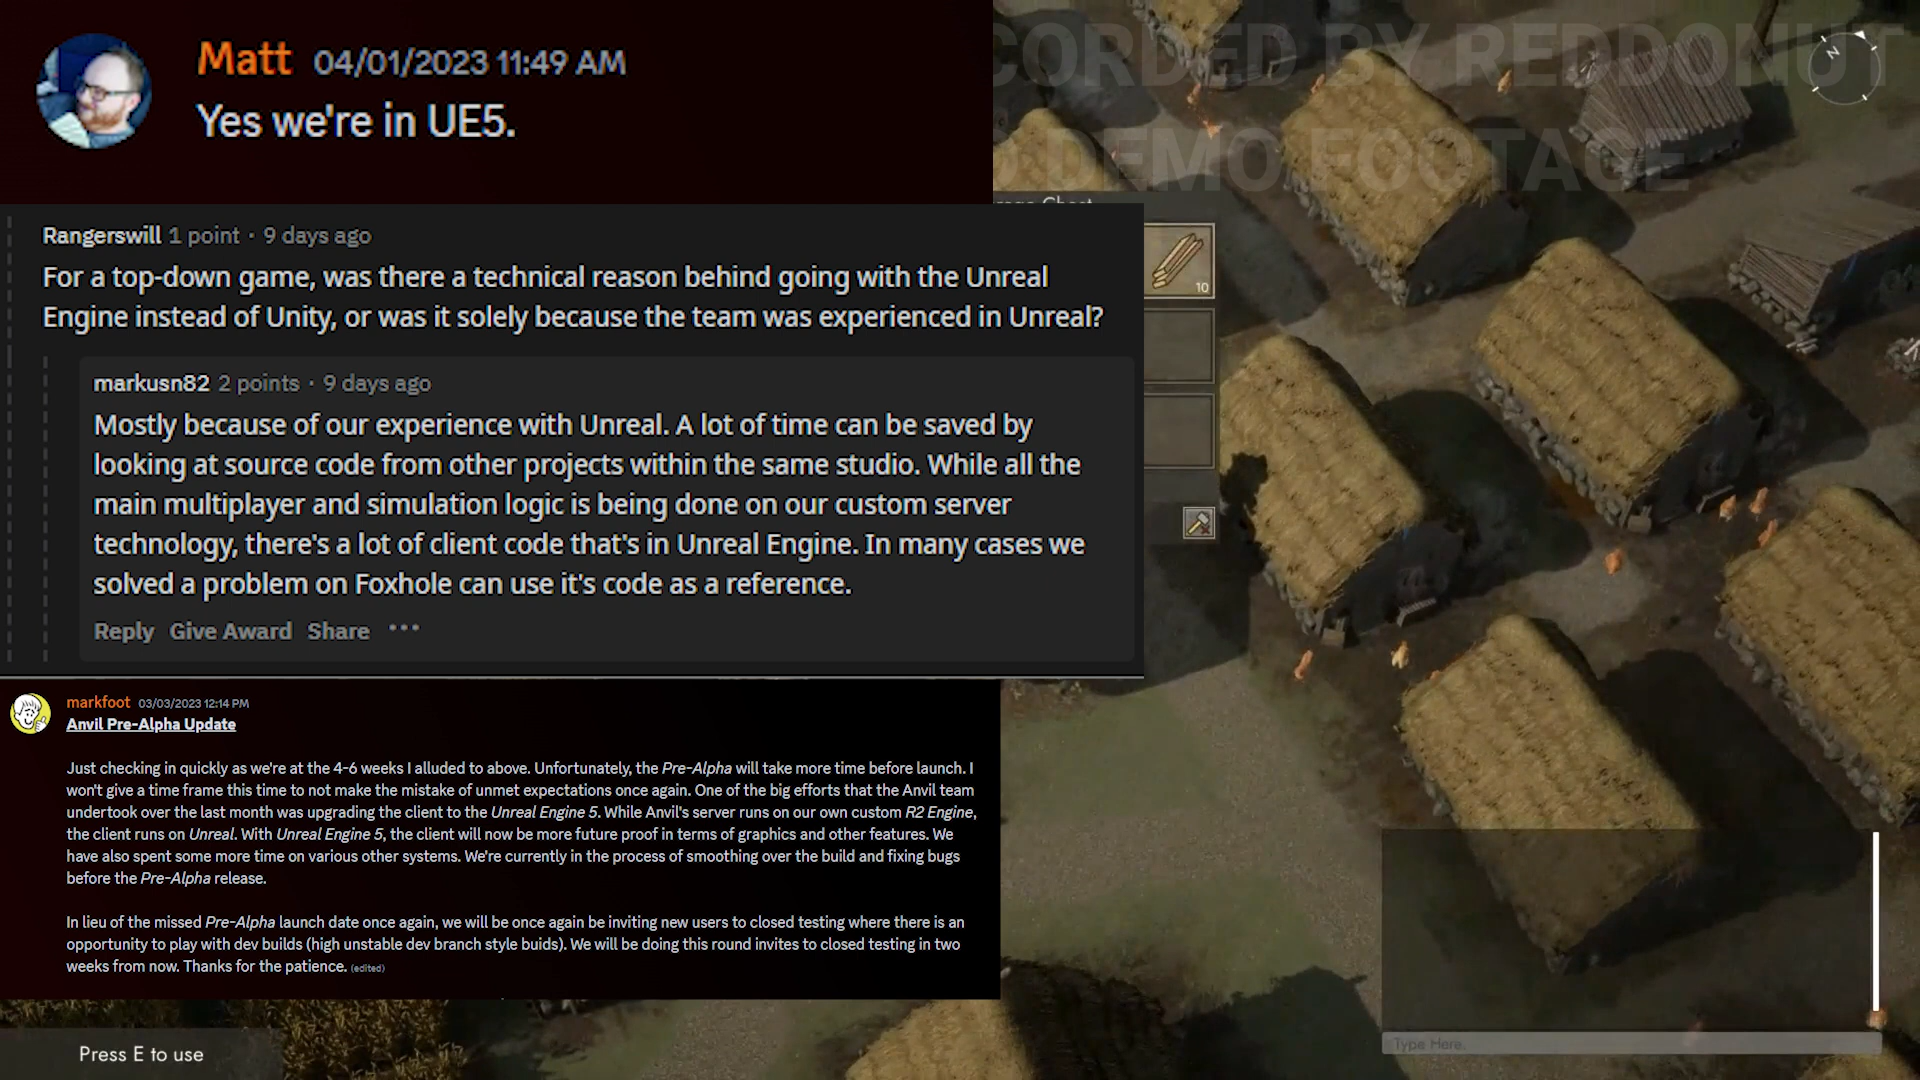 Matt 04/01/2023 11:49 AM
Yes we're in UE5.
CORDED BY REDDONUT
DEMO FOOTAGE
N
Rangerswill 1 point · 9 days ago
For a top-down game, was there a technical reason behind going with the Unreal
Engine instead of Unity, or was it solely because the team was experienced in Unreal?
markusn82 2 points · 9 days ago
Mostly because of our experience with Unreal. A lot of time can be saved by
looking at source code from other projects within the same studio. While all the
main multiplayer and simulation logic is being done on our custom server
technology, there's a lot of client code that's in Unreal Engine. In many cases we
solved a problem on Foxhole can use it's code as a reference.
Reply Give Award Share •••
10
markfoot 03/03/2023 12:14 PM
Anvil Pre-Alpha Update
Just checking in quickly as we're at the 4-6 weeks I alluded to above. Unfortunately, the Pre-Alpha will take more time before launch. I
won't give a time frame this time to not make the mistake of unmet expectations once again. One of the big efforts that the Anvil team
undertook over the last month was upgrading the client to the Unreal Engine 5. While Anvil's server runs on our own custom R2 Engine,
the client runs on Unreal. With Unreal Engine 5, the client will now be more future proof in terms of graphics and other features. We
have also spent some more time on various other systems. We're currently in the process of smoothing over the build and fixing bugs
before the Pre-Alpha release.
In lieu of the missed Pre-Alpha launch date once again, we will be once again be inviting new users to closed testing where there is an
opportunity to play with dev builds (high unstable dev branch style buids). We will be doing this round invites to closed testing in two
weeks from now. Thanks for the patience. (edited)
Press E to use
Type Here.